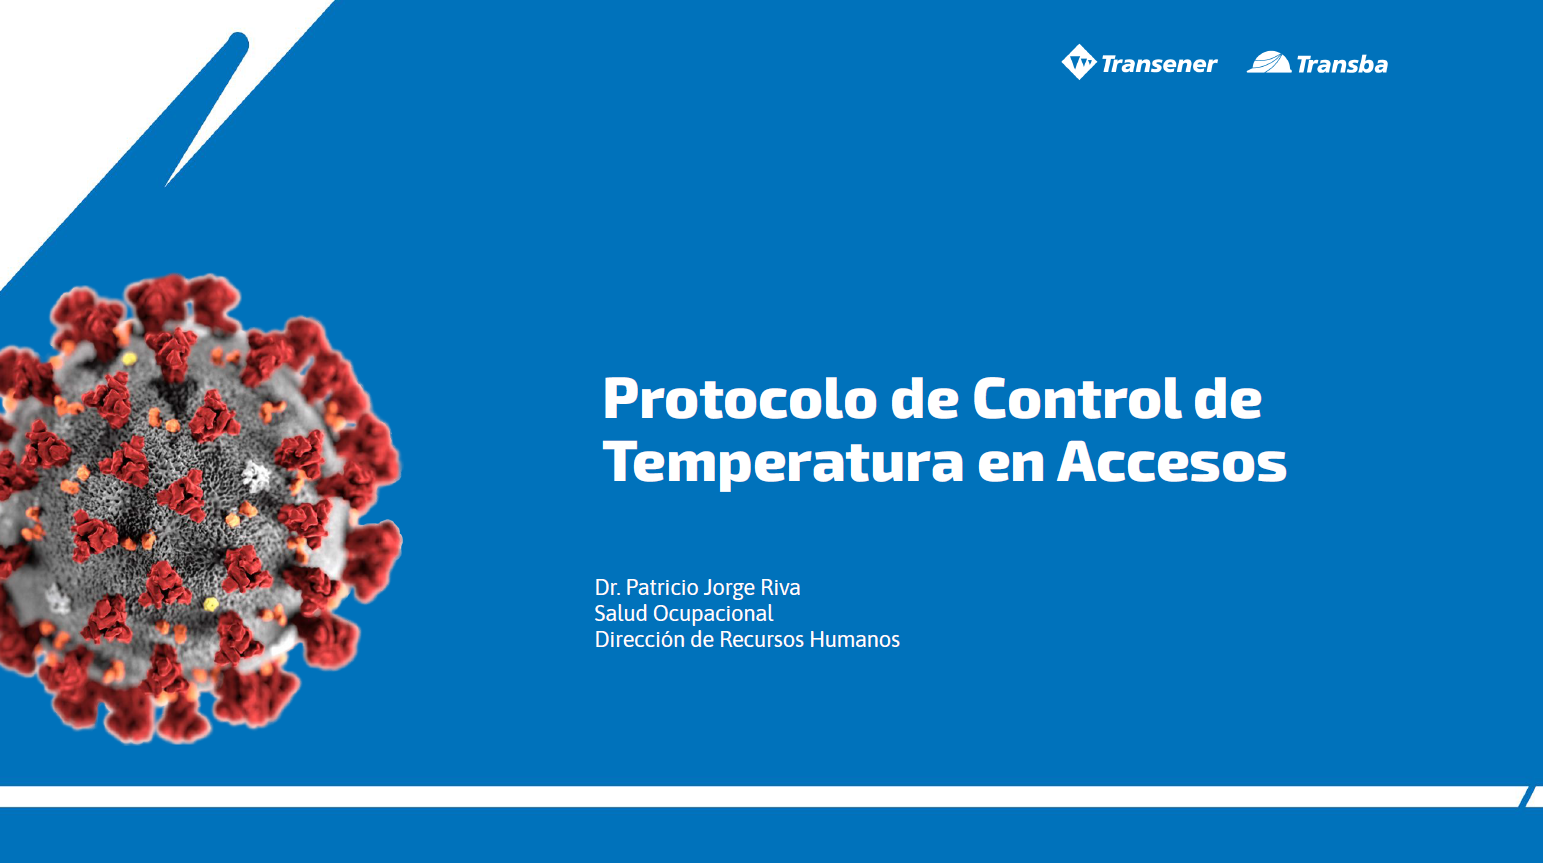 Transener Transba
Protocolo de Control de
Temperatura en Accesos
Dr. Patricio Jorge Riva
Salud Ocupacional
Dirección de Recursos Humanos